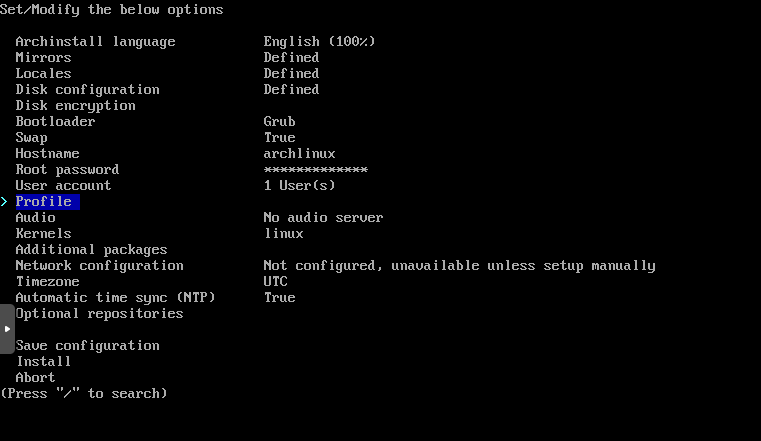 Set/Modify the below options
Archinstall language English (100%)
Mirrors Defined
Locales Defined
Disk configuration Defined
Disk encryption
Bootloader Grub
Swap True
Hostname archlinux
Root password *************
User account 1 User(s)
> Profile
Audio No audio server
Kernels linux
Additional packages
Network configuration Not configured, unavailable unless setup manually
Timezone UTC
Automatic time sync (NTP) True
Optional repositories
Save configuration
Install
Abort
(Press "/" to search)